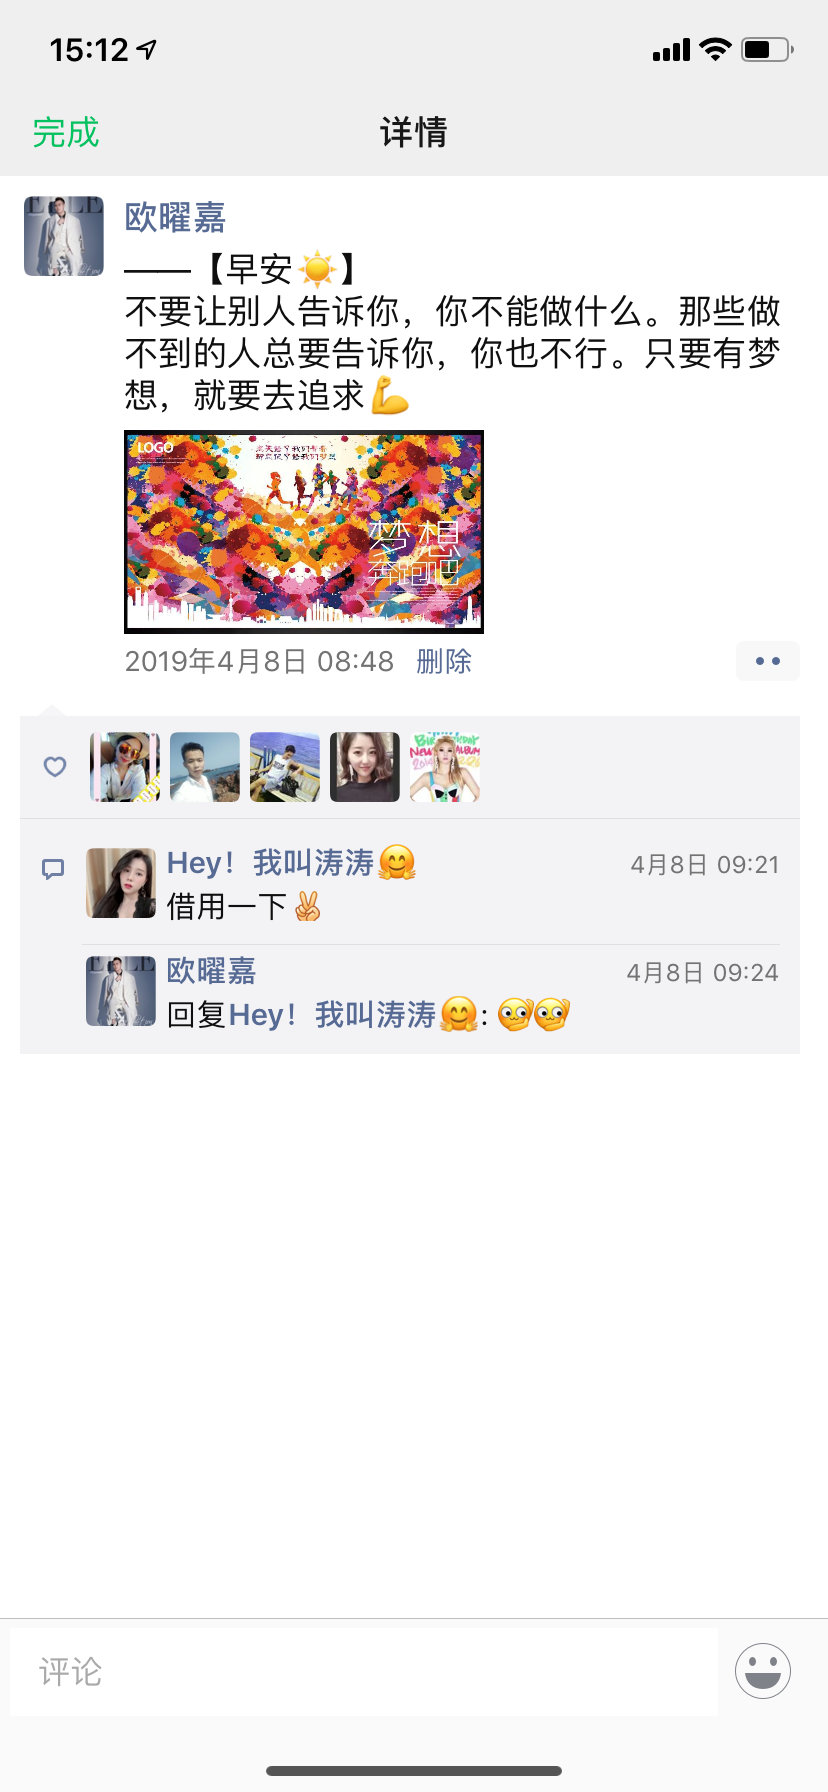 15:12
完成
详情
欧曜嘉
——【早安☀️】
不要让别人告诉你，你不能做什么。那些做
不到的人总要告诉你，你也不行。只要有梦
想，就要去追求💪
LOGO
梦想
奔跑吧
2019年4月8日 08:48 删除
Hey！我叫涛涛🤗 4月8日 09:21
借用一下✌🏻
欧曜嘉 4月8日 09:24
回复Hey！我叫涛涛🤗:
评论